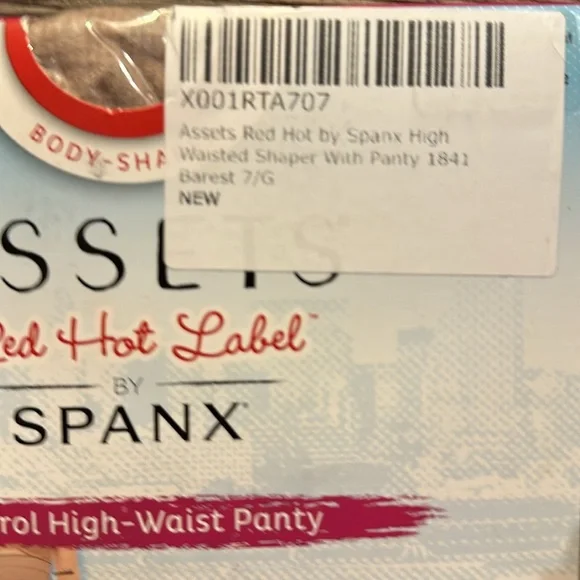 X001RTA707
Assets Red Hot by Spanx High
Waisted Shaper With Panty 1841
Barest 7/G
NEW
BODY-SHA
SSETS
Red Hot Label™
BY
SPANX
rol High-Waist Panty